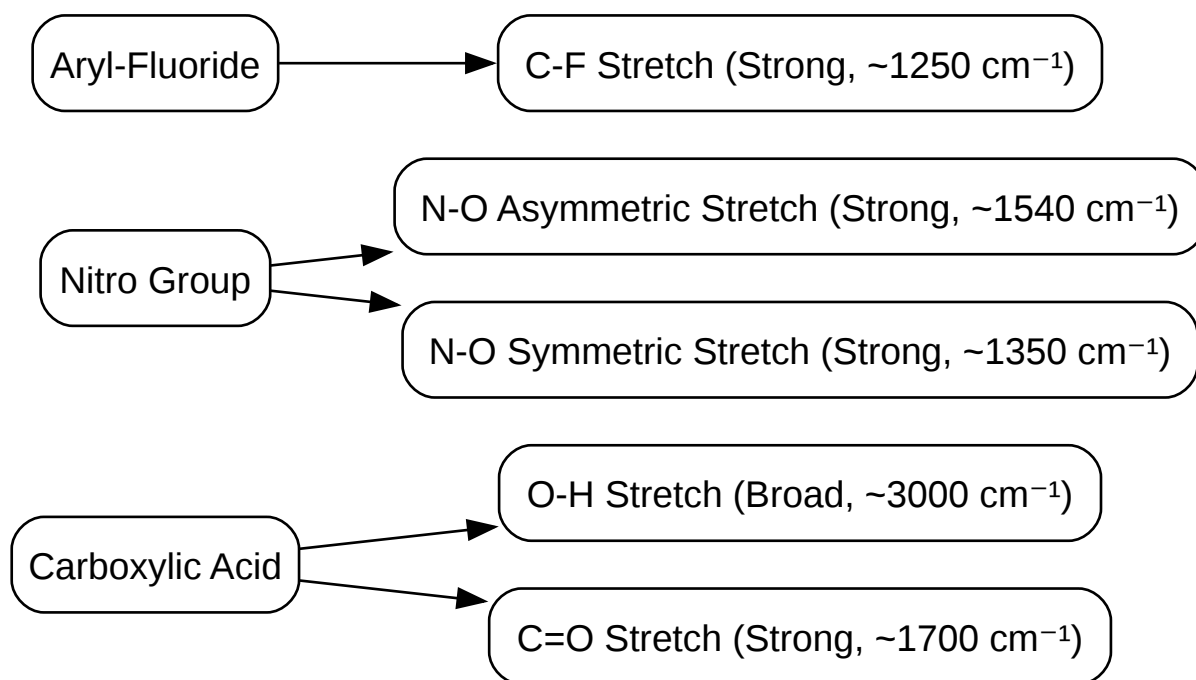 Aryl-Fluoride
C-F Stretch (Strong, ~1250 cm⁻¹)
N-O Asymmetric Stretch (Strong, ~1540 cm⁻¹)
Nitro Group
N-O Symmetric Stretch (Strong, ~1350 cm⁻¹)
O-H Stretch (Broad, ~3000 cm⁻¹)
Carboxylic Acid
C=O Stretch (Strong, ~1700 cm⁻¹)